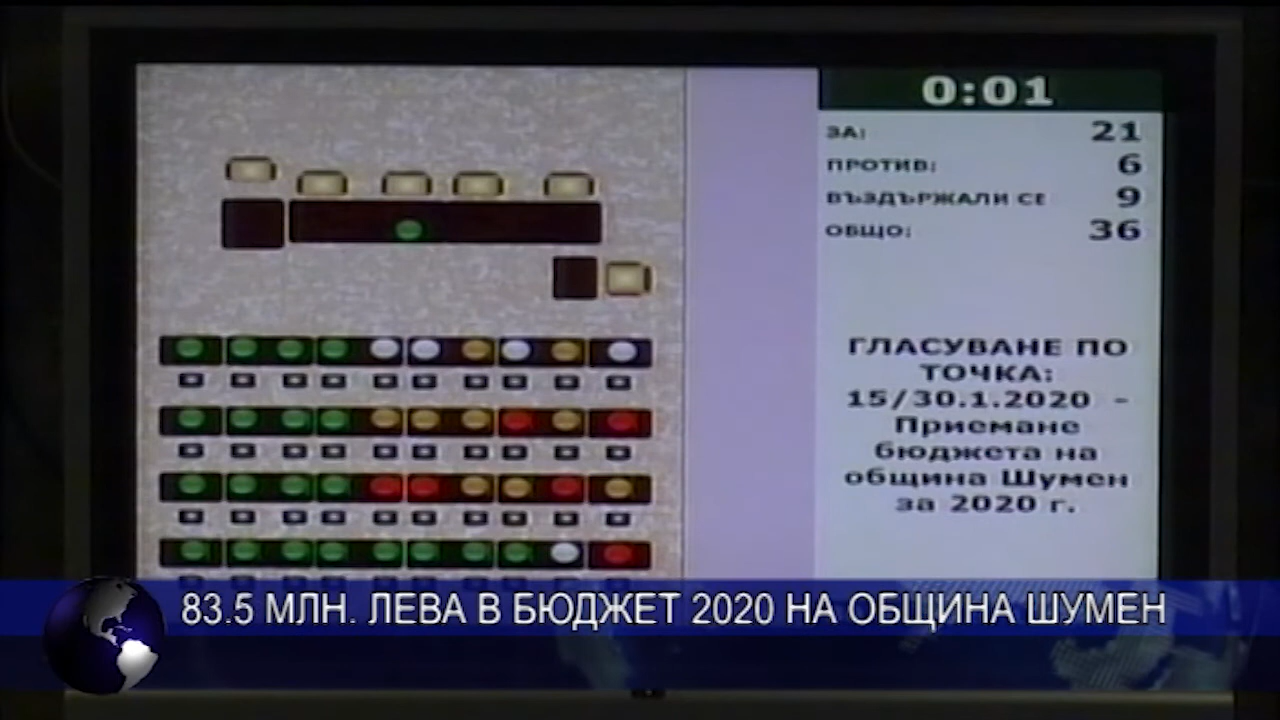 0:01
ЗА: 21
ПРОТИВ: 6
ВЪЗДЪРЖАЛИ СЕ 9
ОБЩО: 36
ГЛАСУВАНЕ ПО
ТОЧКА:
15/30.1.2020 -
Приемане
бюджета на
община Шумен
за 2020 г.
83.5 МЛН. ЛЕВА В БЮДЖЕТ 2020 НА ОБЩИНА ШУМЕН